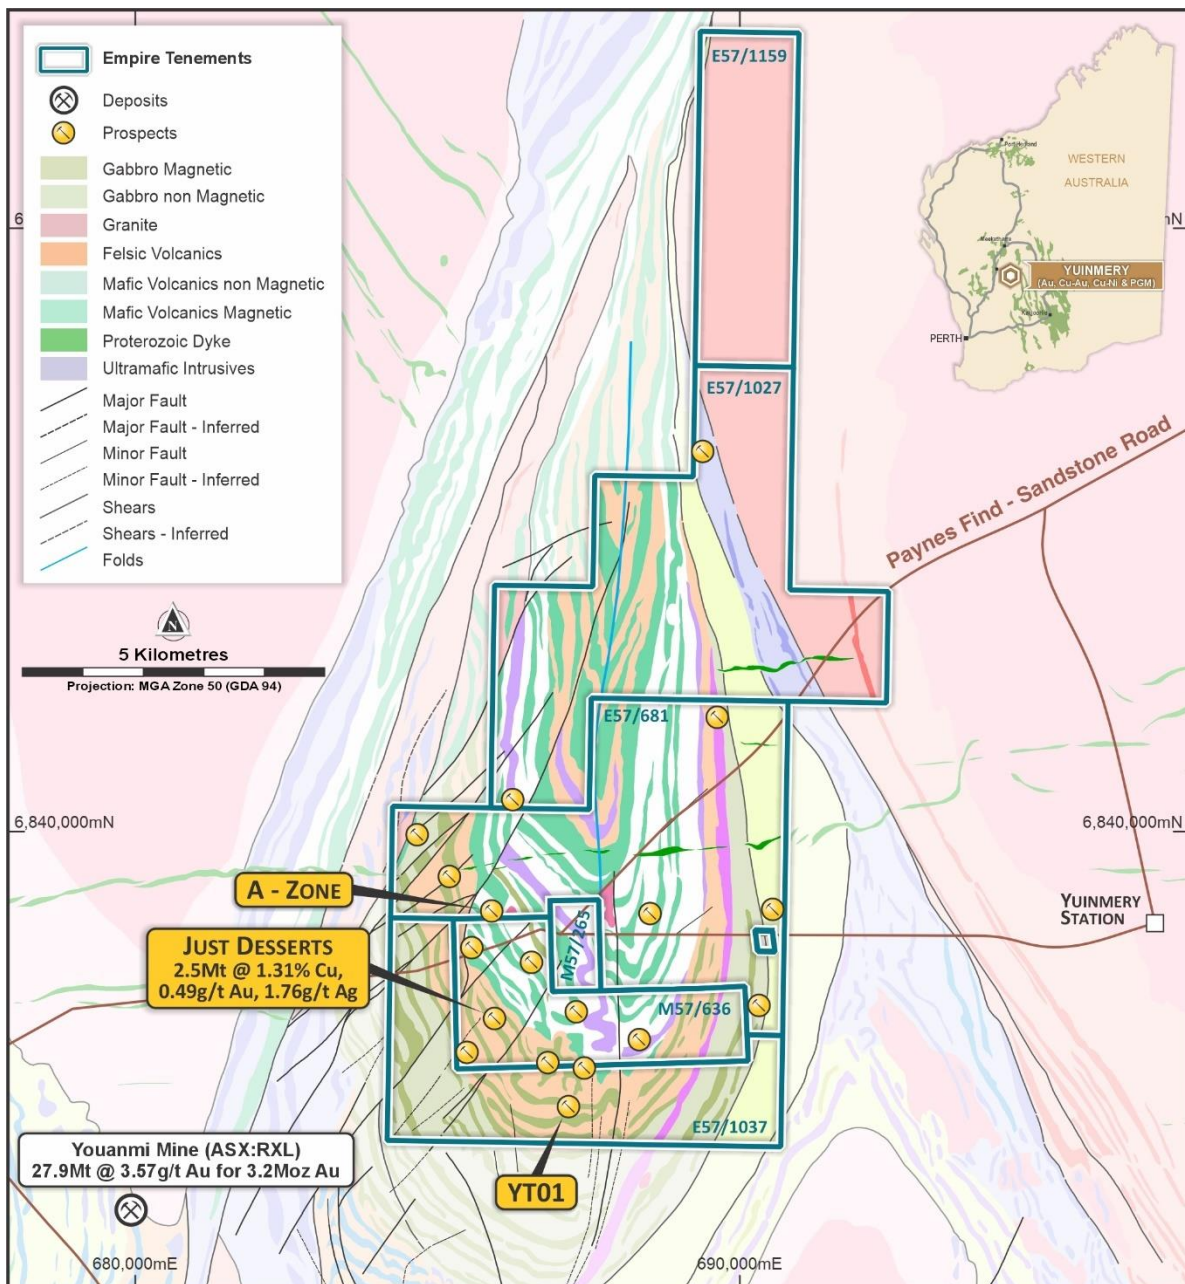 Empire Tenements
Deposits
Prospects
Gabbro Magnetic
Gabbro non Magnetic
Granite
Felsic Volcanics
Mafic Volcanics non Magnetic
Mafic Volcanics Magnetic
Proterozoic Dyke
Ultramafic Intrusives
Major Fault
Major Fault - Inferred
Minor Fault
Minor Fault - Inferred
Shears
Shears - Inferred
Folds
N
5 Kilometres
Projection: MGA Zone 50 (GDA 94)
E57/1159
WESTERN
AUSTRALIA
YUINMERY
(Au, Cu-Au, Cu-Ni & PGM)
PERTH
E57/1027
Paynes Find - Sandstone Road
E57/681
6,840,000mN
6,840,000mN
A - ZONE
YUINMERY
STATION
M57/265
JUST DESSERTS
2.5Mt @ 1.31% Cu,
0.49g/t Au, 1.76g/t Ag
M57/636
E57/1037
Youanmi Mine (ASX:RXL)
27.9Mt @ 3.57g/t Au for 3.2Moz Au
YT01
680,000mE
690,000mE